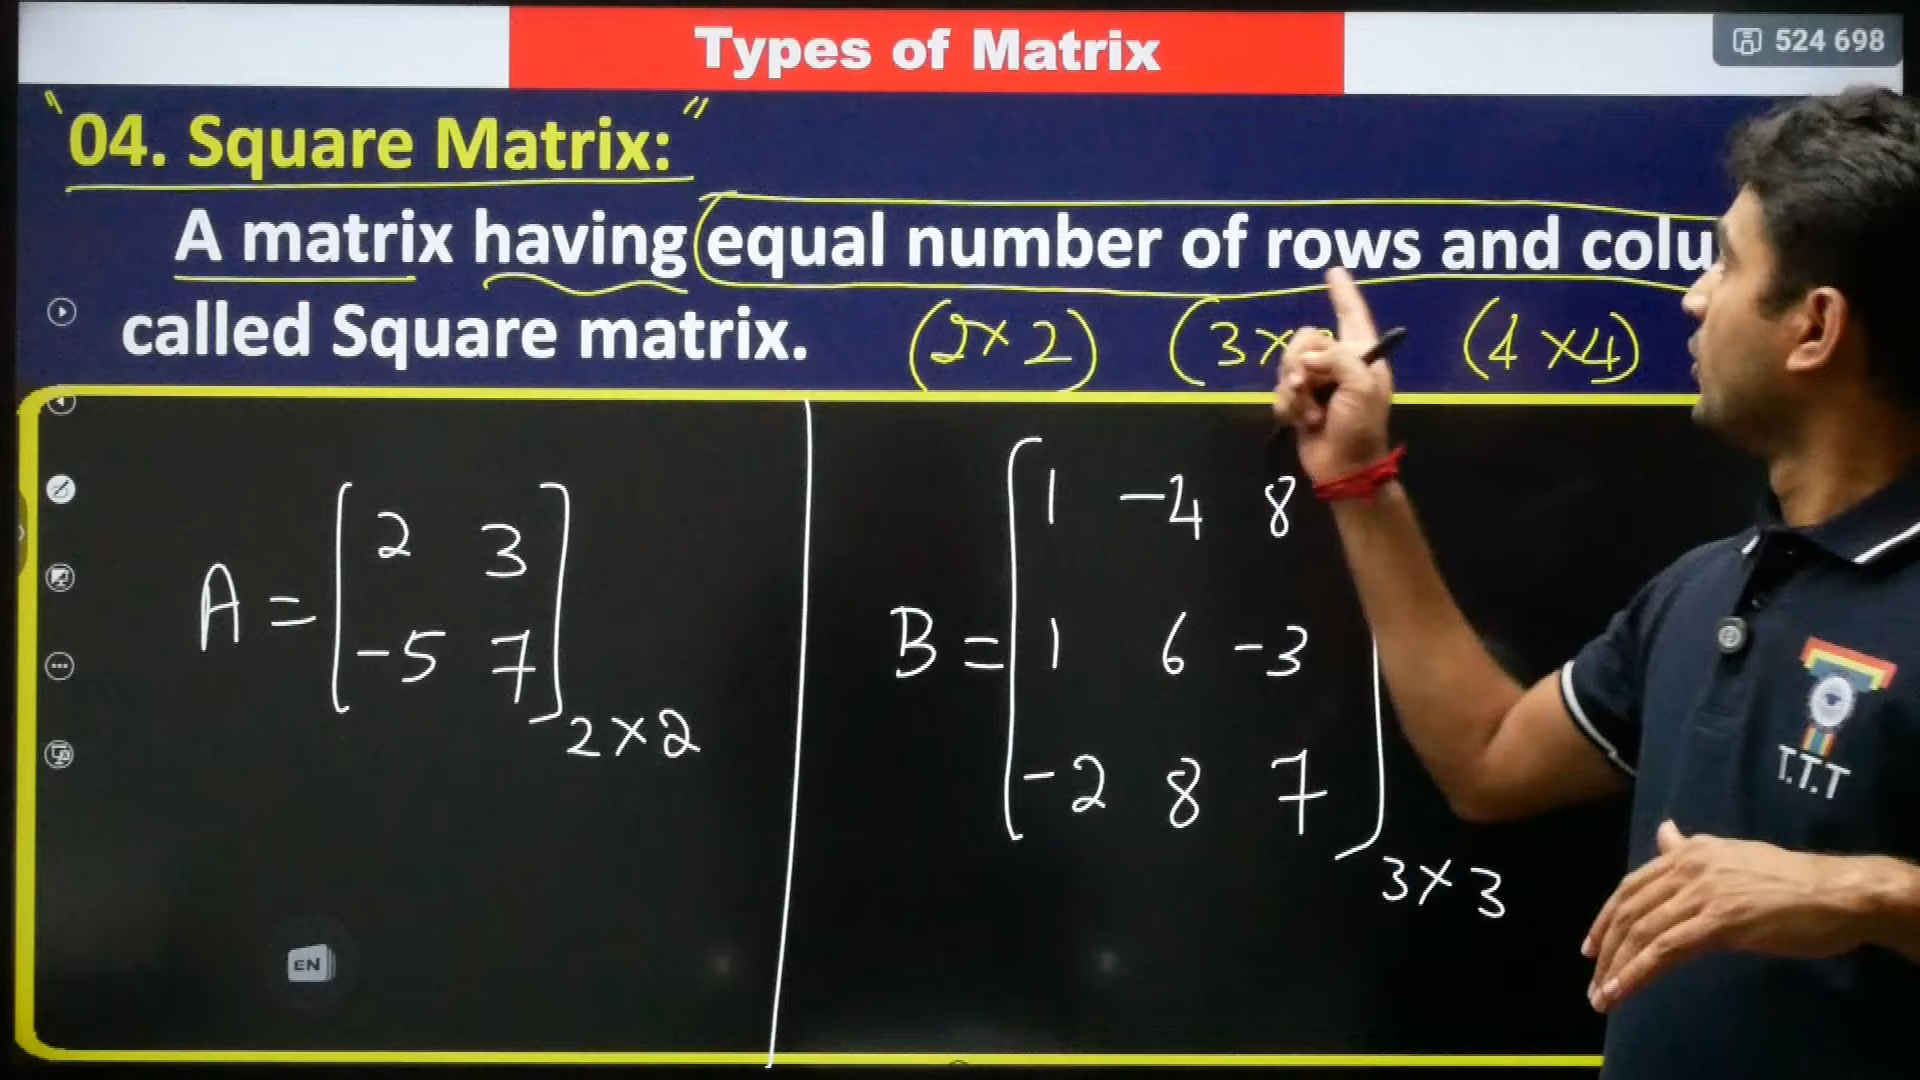 Types of Matrix
524 698
"04. Square Matrix:"
A matrix having equal number of rows and colu
called Square matrix. (2×2) (3× (4×4)
A = [2 3
-5 7] 2×2
B = [1 -4 8
1 6 -3
-2 8 7] 3×3
T.T.T
EN